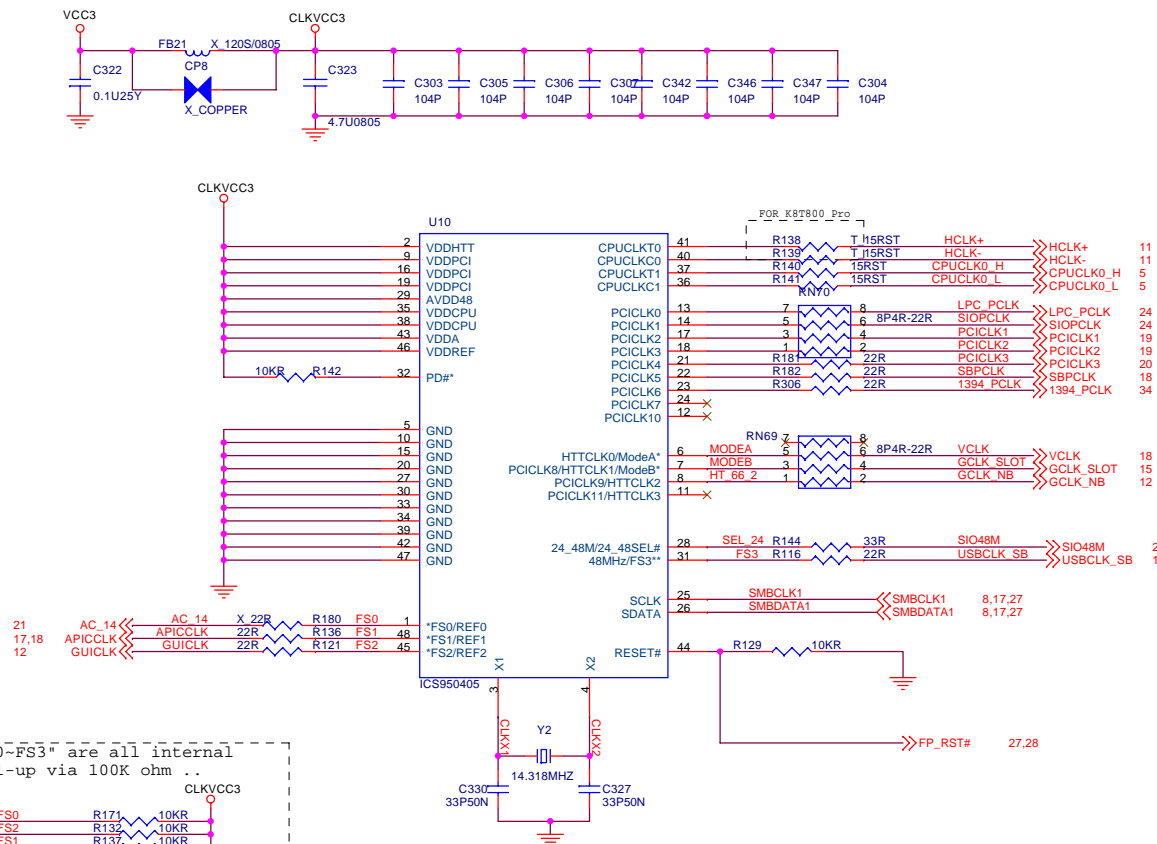 VCC3
CLKVCC3
FB21 X_120S/0805
CP8
X_COPPER
C322
0.1U25Y
C323
4.7U0805
C303 C305 C306 C307 C342 C346 C347 C304
104P 104P 104P 104P 104P 104P 104P 104P
CLKVCC3
U10
FOR K8T800 Pro
2 VDDHTT
9 VDDPCI
16 VDDPCI
19 VDDPCI
29 AVDD48
35 VDDCPU
38 VDDCPU
43 VDDA
46 VDDREF
10KR R142 32 PD#*
5 GND
10 GND
15 GND
20 GND
27 GND
30 GND
33 GND
34 GND
39 GND
42 GND
47 GND
21 AC_14 X_22R R180 FS0 1 *FS0/REF0
17,18 APICCLK APICCLK 22R R136 FS1 48 *FS1/REF1
12 GUICLK GUICLK 22R R121 FS2 45 *FS2/REF2
AC_14
CPUCLKT0 41 R138 T_15RST HCLK+ HCLK+ 11
CPUCLKC0 40 R139 T_15RST HCLK- HCLK- 11
CPUCLKT1 37 R140 15RST CPUCLK0_H CPUCLK0_H 5
CPUCLKC1 36 R141 15RST CPUCLK0_L CPUCLK0_L 5
RN70
PCICLK0 13 7 8 LPC_PCLK LPC_PCLK 24
PCICLK1 14 5 6 8P4R-22R SIOPCLK SIOPCLK 24
PCICLK2 17 3 4 PCICLK1 PCICLK1 19
PCICLK3 18 1 2 PCICLK2 PCICLK2 19
PCICLK4 21 R181 22R PCICLK3 PCICLK3 20
PCICLK5 22 R182 22R SBPCLK SBPCLK 18
PCICLK6 23 R306 22R 1394_PCLK 1394_PCLK 34
PCICLK7 24
PCICLK10 12
RN69 7 8
HTTCLK0/ModeA* 6 MODEA 5 6 8P4R-22R VCLK VCLK 18
PCICLK8/HTTCLK1/ModeB* 7 MODEB 3 4 GCLK_SLOT GCLK_SLOT 15
PCICLK9/HTTCLK2 8 HT_66_2 1 2 GCLK_NB GCLK_NB 12
PCICLK11/HTTCLK3 11
24_48M/24_48SEL# 28 SEL_24 R144 33R SIO48M SIO48M 2
48MHz/FS3** 31 FS3 R116 22R USBCLK_SB USBCLK_SB 1
SCLK 25 SMBCLK1 SMBCLK1 8,17,27
SDATA 26 SMBDATA1 SMBDATA1 8,17,27
RESET# 44 R129 10KR
FP_RST# 27,28
X1 X2
ICS950405
3 4
CLKX1 CLKX2
Y2
14.318MHZ
C330
33P50N
C327
33P50N
0~FS3" are all internal
l-up via 100K ohm ..
CLKVCC3
FS0 R171 10KR
FS2 R132 10KR
FS1 R137 10KR